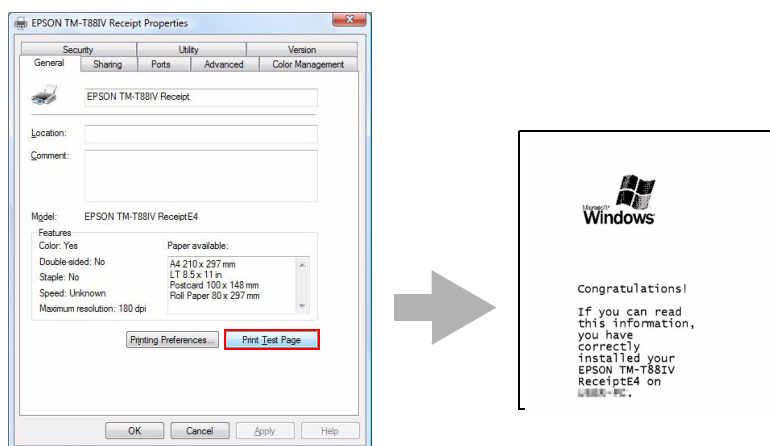 EPSON TM-T88IV Receipt Properties
Security Utility Version
General Sharing Ports Advanced Color Management
EPSON TM-T88IV Receipt
Location:
Comment:
Model: EPSON TM-T88IV ReceiptE4
Features
Color: Yes
Double-sided: No
Staple: No
Speed: Unknown
Maximum resolution: 180 dpi
Paper available:
A4 210 x 297 mm
LT 8.5 x 11 in
Postcard 100 x 148 mm
Roll Paper 80 x 297 mm
Printing Preferences... Print Test Page
OK Cancel Apply Help
Microsoft
Windows
Congratulations!
If you can read
this information,
you have
correctly
installed your
EPSON TM-T88IV
ReceiptE4 on